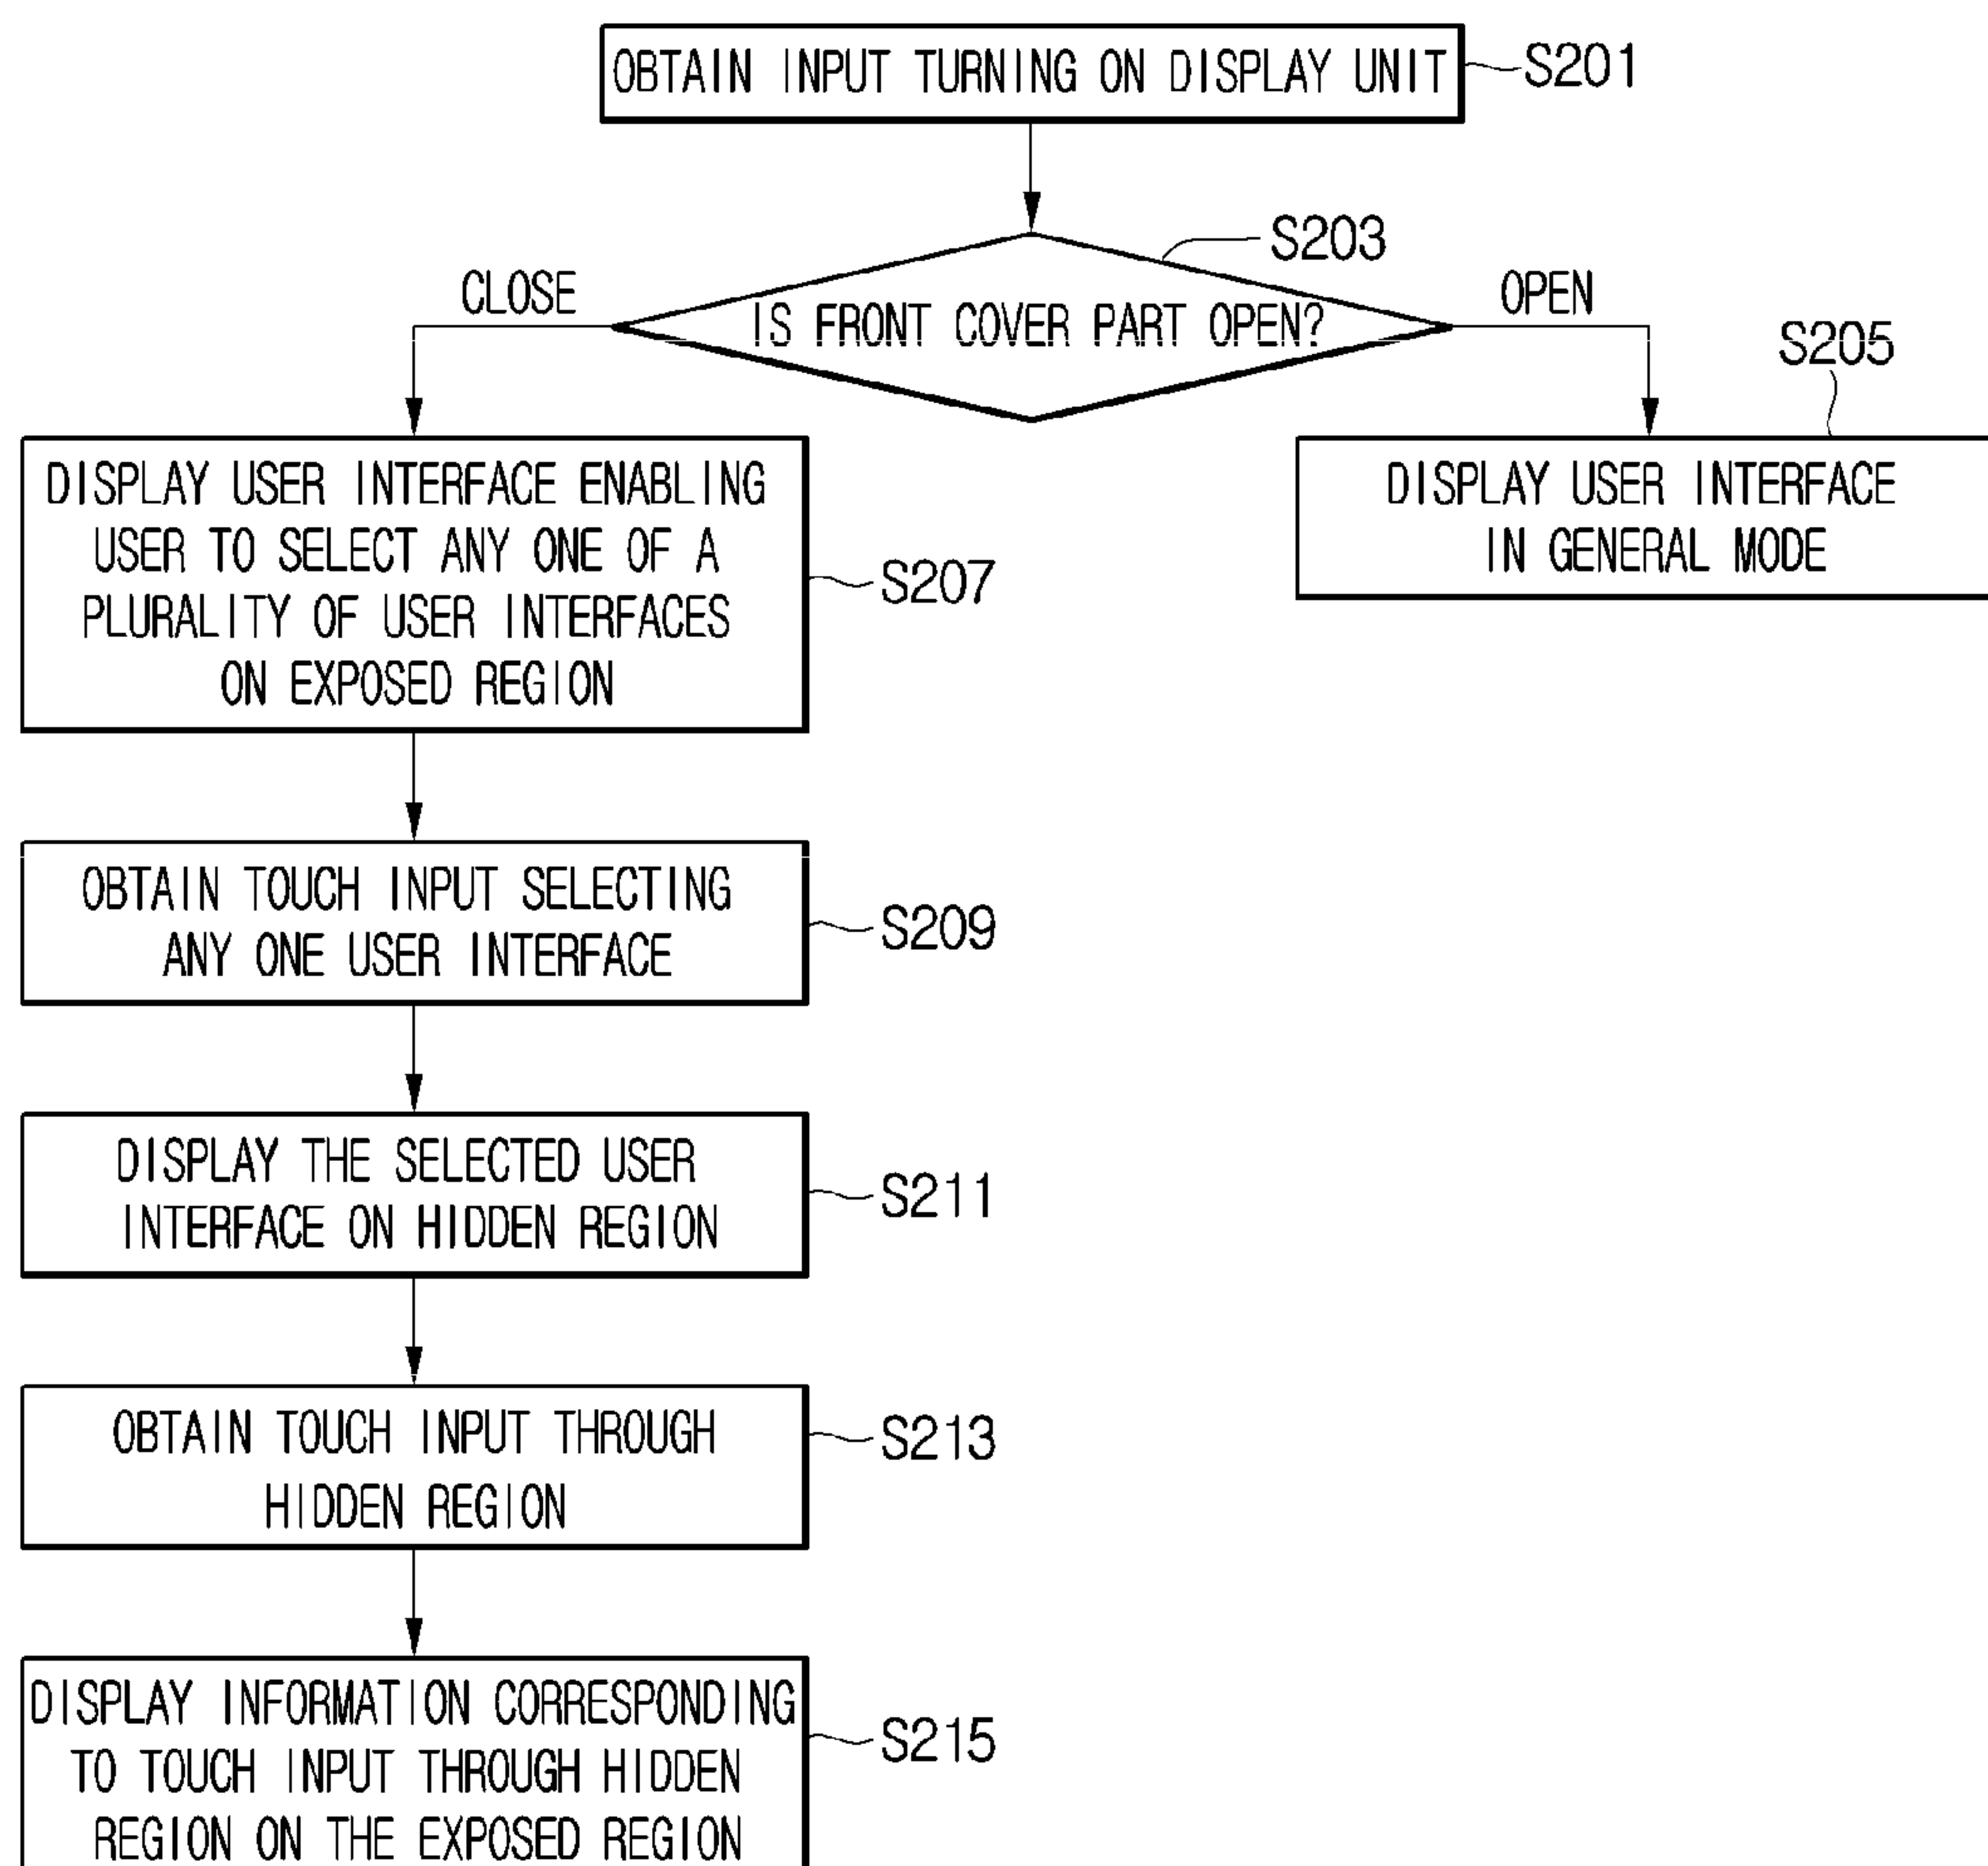 OBTAIN INPUT TURNING ON DISPLAY UNIT
S201
S203
CLOSE
IS FRONT COVER PART OPEN?
OPEN
S205
DISPLAY USER INTERFACE ENABLING
USER TO SELECT ANY ONE OF A
PLURALITY OF USER INTERFACES
ON EXPOSED REGION
S207
DISPLAY USER INTERFACE
IN GENERAL MODE
OBTAIN TOUCH INPUT SELECTING
ANY ONE USER INTERFACE
S209
DISPLAY THE SELECTED USER
INTERFACE ON HIDDEN REGION
S211
OBTAIN TOUCH INPUT THROUGH
HIDDEN REGION
S213
DISPLAY INFORMATION CORRESPONDING
TO TOUCH INPUT THROUGH HIDDEN
REGION ON THE EXPOSED REGION
S215